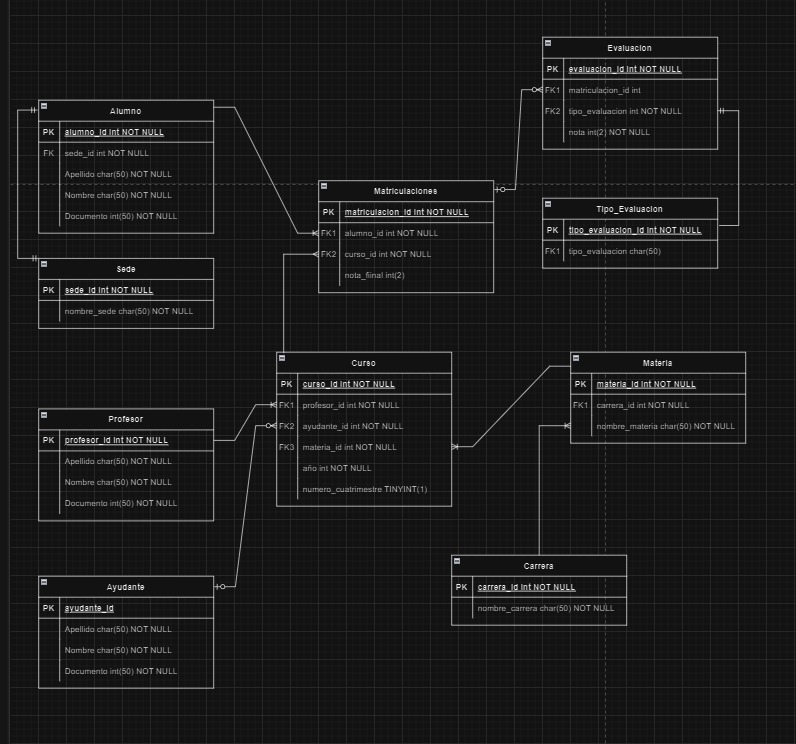 Evaluacion
PK evaluacion_id int NOT NULL
FK1 matriculacion_id int
FK2 tipo_evaluacion int NOT NULL
nota int(2) NOT NULL
Alumno
PK alumno_id int NOT NULL
FK sede_id int NOT NULL
Apellido char(50) NOT NULL
Nombre char(50) NOT NULL
Documento int(50) NOT NULL
Matriculaciones
PK matriculacion_id int NOT NULL
FK1 alumno_id int NOT NULL
FK2 curso_id int NOT NULL
nota_fiinal int(2)
Tipo_Evaluacion
PK tipo_evaluacion_id int NOT NULL
FK1 tipo_evaluacion char(50)
Sede
PK sede_id int NOT NULL
nombre_sede char(50) NOT NULL
Curso
PK curso_id int NOT NULL
FK1 profesor_id int NOT NULL
FK2 ayudante_id int NOT NULL
FK3 materia_id int NOT NULL
año int NOT NULL
numero_cuatrimestre TINYINT(1)
Materia
PK materia_id int NOT NULL
FK1 carrera_id int NOT NULL
nombre_materia char(50) NOT NULL
Profesor
PK profesor_id int NOT NULL
Apellido char(50) NOT NULL
Nombre char(50) NOT NULL
Documento int(50) NOT NULL
Carrera
PK carrera_id int NOT NULL
nombre_carrera char(50) NOT NULL
Ayudante
PK ayudante_id
Apellido char(50) NOT NULL
Nombre char(50) NOT NULL
Documento int(50) NOT NULL